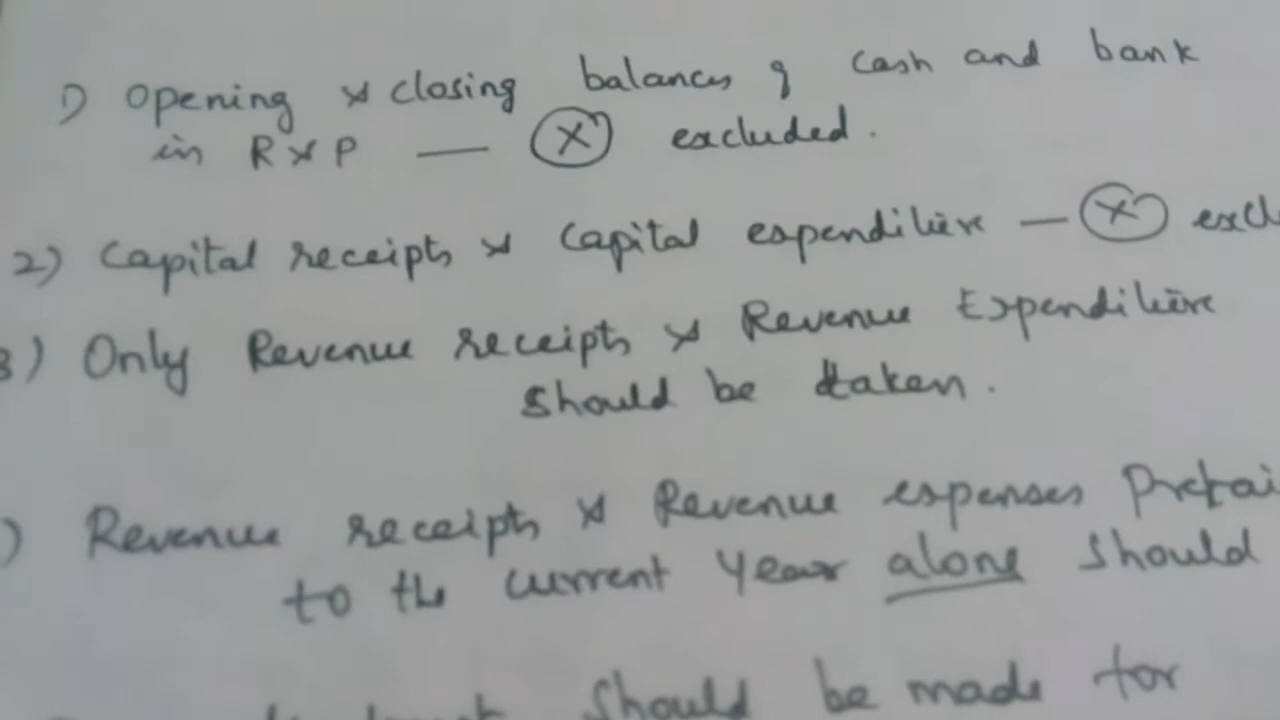 1) Opening & closing balances of cash and bank
in R & P — (X) excluded.
2) Capital receipts & Capital expenditure — (X) excl
3) Only Revenue receipts & Revenue Expenditure
should be taken.
) Revenue receipts & Revenue expenses Pretai
to the current year alone should
should be made for